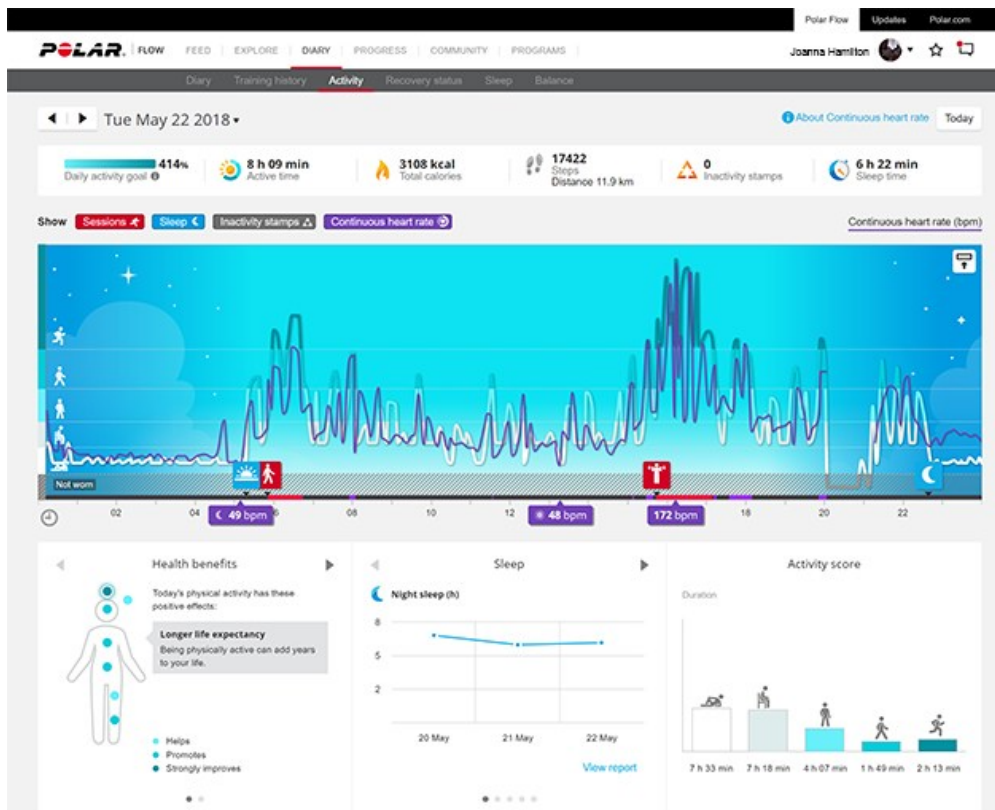 Polar Flow Updates Polar.com
POLAR. FLOW FEED EXPLORE DIARY PROGRESS COMMUNITY PROGRAMS Joanna Hamilton
Diary Training history Activity Recovery status Sleep Balance
Tue May 22 2018 About Continuous heart rate Today
414% 8 h 09 min 3108 kcal 17422 0 6 h 22 min
Daily activity goal Active time Total calories Steps Inactivity stamps Sleep time
Distance 11.9 km
Show Sessions Sleep Inactivity stamps Continuous heart rate Continuous heart rate (bpm)
Not worn
02 04 6 08 10 12 18 20 22
49 bpm 48 bpm 172 bpm
Health benefits Sleep Activity score
Today's physical activity has these
positive effects:
Longer life expectancy
Being physically active can add years
to your life.
Helps
Promotes
Strongly improves
Night sleep (h)
8
5
2
20 May 21 May 22 May
View report
Duration
7 h 33 min 7 h 18 min 4 h 07 min 1 h 49 min 2 h 13 min